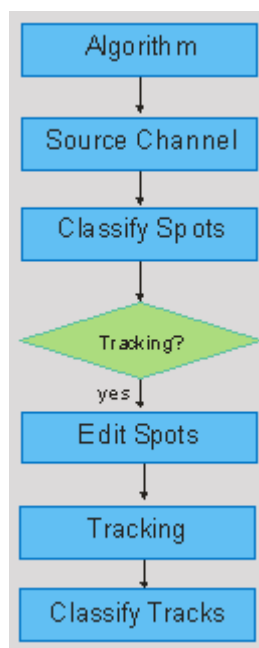 Algorithm
Source Channel
Classify Spots
Tracking?
yes
Edit Spots
Tracking
Classify Tracks